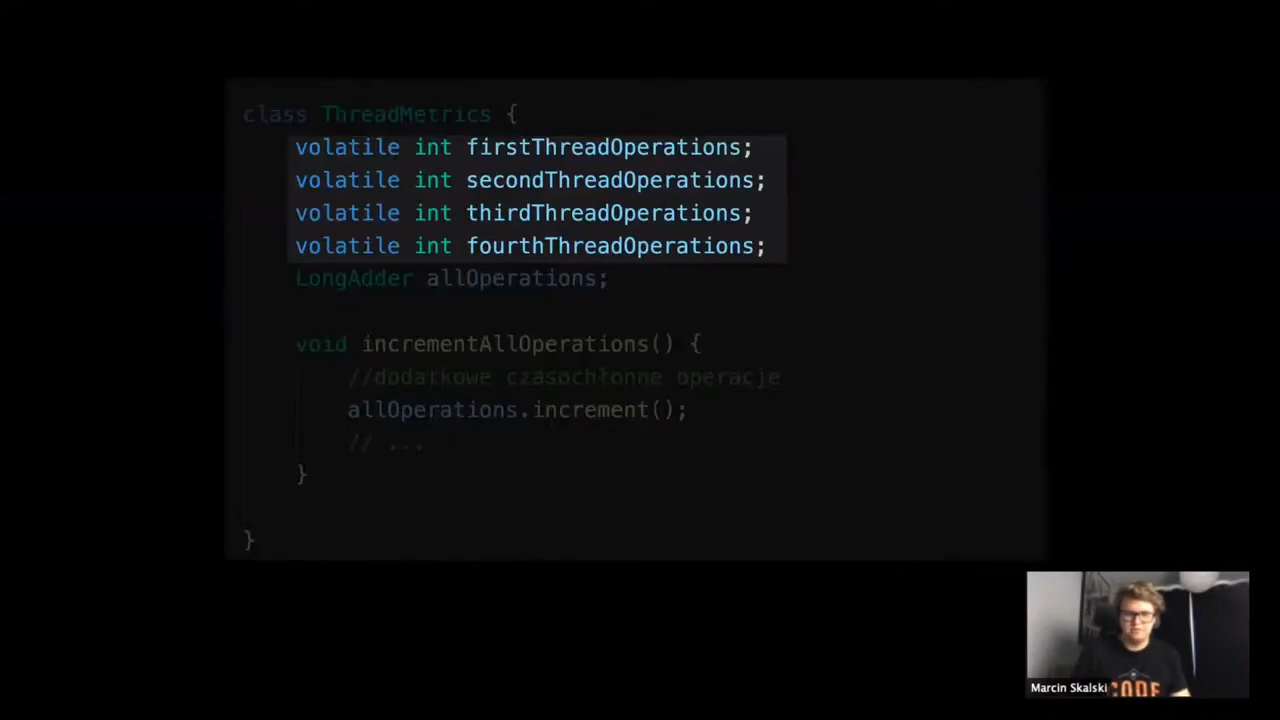 class ThreadMetrics {
volatile int firstThreadOperations;
volatile int secondThreadOperations;
volatile int thirdThreadOperations;
volatile int fourthThreadOperations;
LongAdder allOperations;
void incrementAllOperations() {
//dodatkowe czasochłonne operacje
allOperations.increment();
// ...
}
}
Marcin Skalski
CODE